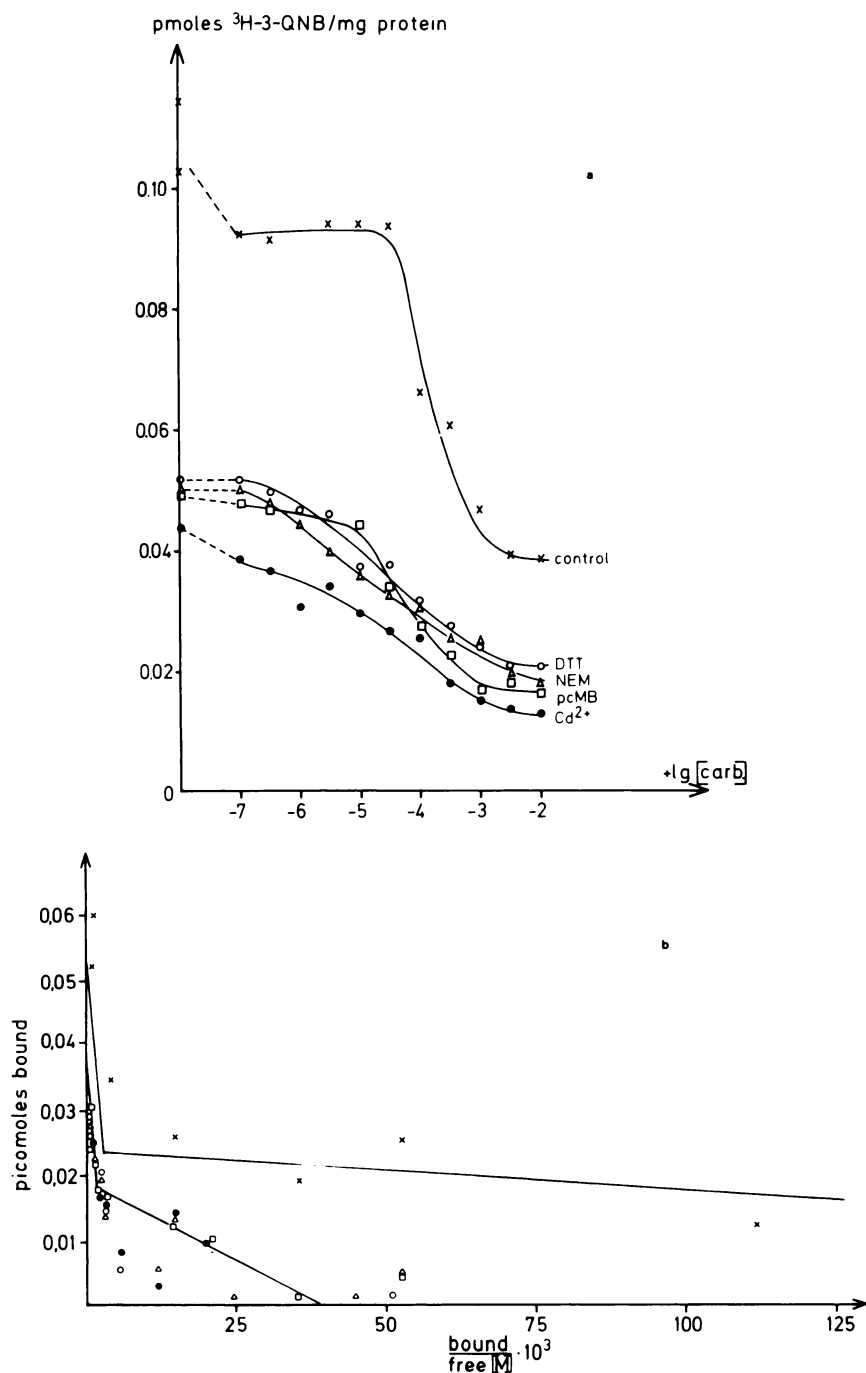 pmoles ³H-3-QNB/mg protein
a
0.10
0.08
0.06
0.04
0.02
0
control
DTT
NEM
pcMB
Cd²⁺
+lg [carb]
-7 -6 -5 -4 -3 -2
b
0,06
0,05
0,04
0,03
0,02
0,01
picomoles bound
25 50 75 100 125
bound
free [M] · 10³